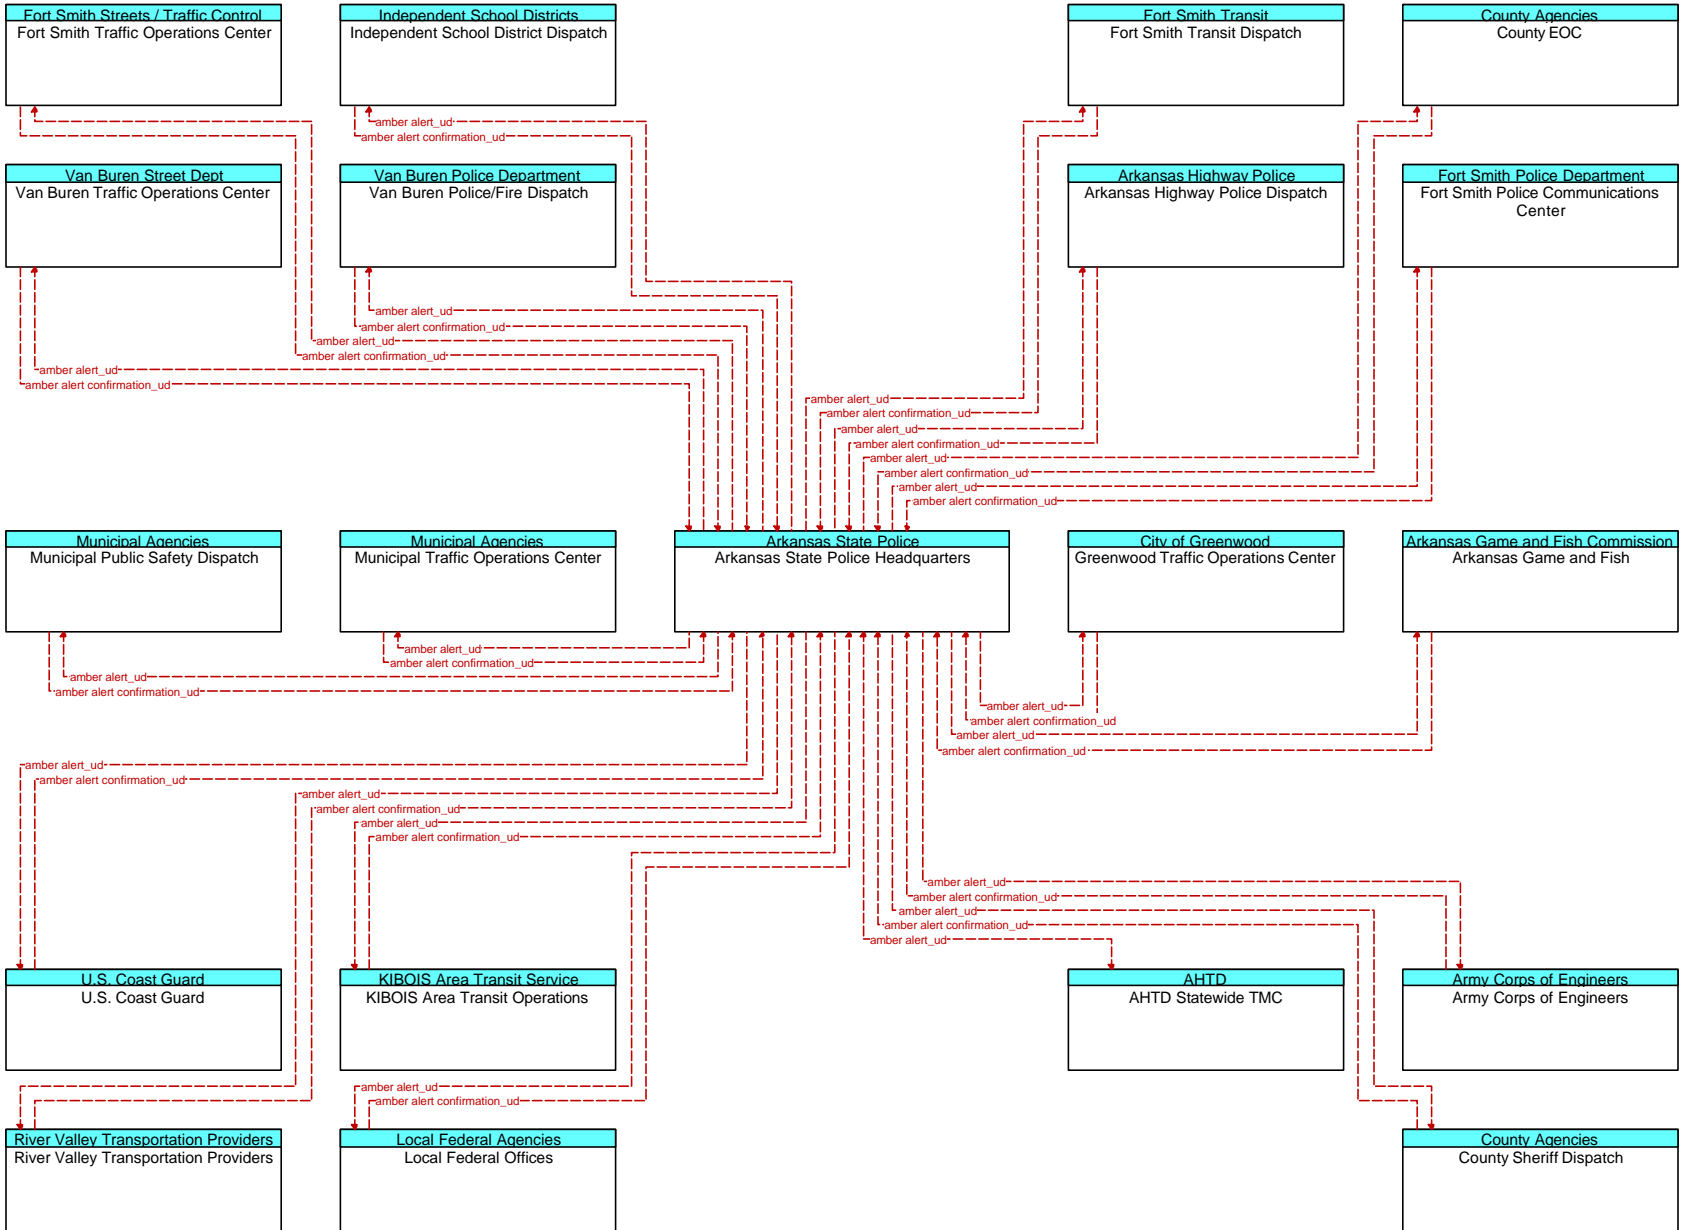 Fort Smith Streets / Traffic Control
Fort Smith Traffic Operations Center
Independent School Districts
Independent School District Dispatch
Fort Smith Transit
Fort Smith Transit Dispatch
County Agencies
County EOC
amber alert_ud
amber alert confirmation_ud
Van Buren Street Dept
Van Buren Traffic Operations Center
Van Buren Police Department
Van Buren Police/Fire Dispatch
Arkansas Highway Police
Arkansas Highway Police Dispatch
Fort Smith Police Department
Fort Smith Police Communications
Center
amber alert_ud
amber alert confirmation_ud
amber alert_ud
amber alert confirmation_ud
amber alert_ud
amber alert confirmation_ud
amber alert_ud
amber alert confirmation_ud
amber alert_ud
amber alert confirmation_ud
amber alert_ud
amber alert confirmation_ud
amber alert_ud
amber alert confirmation_ud
Municipal Agencies
Municipal Public Safety Dispatch
Municipal Agencies
Municipal Traffic Operations Center
Arkansas State Police
Arkansas State Police Headquarters
City of Greenwood
Greenwood Traffic Operations Center
Arkansas Game and Fish Commission
Arkansas Game and Fish
amber alert_ud
amber alert confirmation_ud
amber alert_ud
amber alert confirmation_ud
amber alert_ud
amber alert confirmation_ud
amber alert_ud
amber alert confirmation_ud
amber alert_ud
amber alert confirmation_ud
amber alert_ud
amber alert confirmation_ud
amber alert_ud
amber alert confirmation_ud
amber alert_ud
amber alert confirmation_ud
amber alert_ud
amber alert confirmation_ud
amber alert_ud
U.S. Coast Guard
U.S. Coast Guard
KIBOIS Area Transit Service
KIBOIS Area Transit Operations
AHTD
AHTD Statewide TMC
Army Corps of Engineers
Army Corps of Engineers
amber alert_ud
amber alert confirmation_ud
River Valley Transportation Providers
River Valley Transportation Providers
Local Federal Agencies
Local Federal Offices
County Agencies
County Sheriff Dispatch